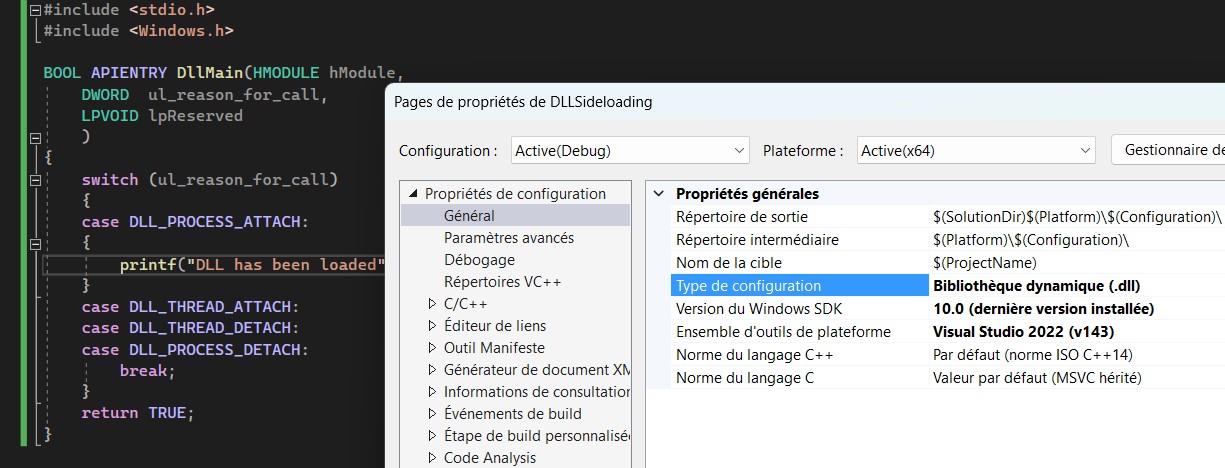 #include <stdio.h>
#include <Windows.h>
BOOL APIENTRY DllMain(HMODULE hModule,
DWORD ul_reason_for_call,
LPVOID lpReserved
)
{
switch (ul_reason_for_call)
{
case DLL_PROCESS_ATTACH:
{
printf("DLL has been loaded"
}
case DLL_THREAD_ATTACH:
case DLL_THREAD_DETACH:
case DLL_PROCESS_DETACH:
break;
}
return TRUE;
}
Pages de propriétés de DLLSideloading
Configuration : Active(Debug) Plateforme : Active(x64) Gestionnaire de
Propriétés de configuration
Général
Paramètres avancés
Débogage
Répertoires VC++
C/C++
Éditeur de liens
Outil Manifeste
Générateur de document XM
Informations de consultation
Événements de build
Étape de build personnalisée
Code Analysis
Propriétés générales
Répertoire de sortie $(SolutionDir)$(Platform)\$(Configuration)\
Répertoire intermédiaire $(Platform)\$(Configuration)\
Nom de la cible $(ProjectName)
Type de configuration Bibliothèque dynamique (.dll)
Version du Windows SDK 10.0 (dernière version installée)
Ensemble d'outils de plateforme Visual Studio 2022 (v143)
Norme du langage C++ Par défaut (norme ISO C++14)
Norme du langage C Valeur par défaut (MSVC hérité)